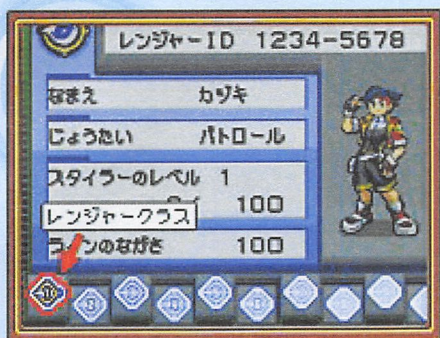 レンジャーID 1234-5678
なまえ カヅキ
じょうたい パトロール
スタイラーのレベル 1
100
レンジャークラス
ラインのながさ 100